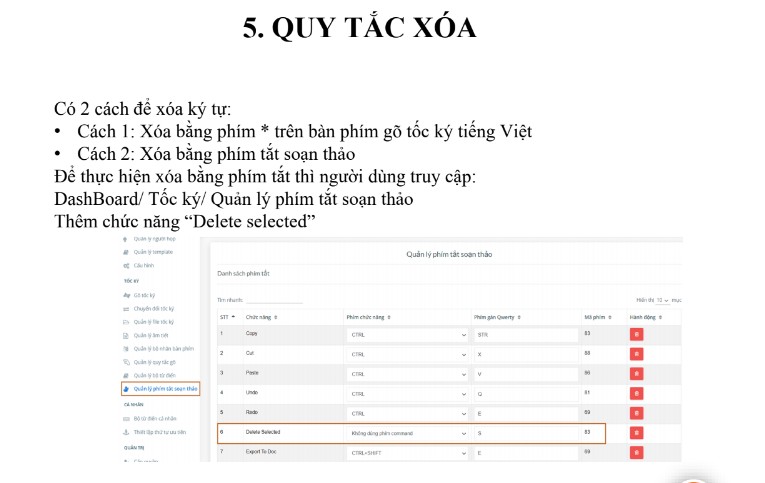 5. QUY TẮC XÓA
Có 2 cách để xóa ký tự:
• Cách 1: Xóa bằng phím * trên bàn phím gõ tốc ký tiếng Việt
• Cách 2: Xóa bằng phím tắt soạn thảo
Để thực hiện xóa bằng phím tắt thì người dùng truy cập:
DashBoard/ Tốc ký/ Quản lý phím tắt soạn thảo
Thêm chức năng “Delete selected”
Quản lý người họp
Quản lý template
Cấu hình
TỐC KÝ
Gõ tốc ký
Chuyển đổi tốc ký
Quản lý file tốc ký
Quản lý âm tiết
Quản lý bộ nhấn bàn phím
Quản lý quy tắc gõ
Quản lý bộ từ điển
Quản lý phím tắt soạn thảo
CÁ NHÂN
Bộ từ điển cá nhân
Thiết lập thứ tự ưu tiên
QUẢN TRỊ
Quản lý phím tắt soạn thảo
Danh sách phím tắt
Tìm nhanh:
Hiển thị 10 mục
STT Chức năng Phím chức năng Phím gán Qwerty Mã phím Hành động
1 Copy CTRL
2 Cut CTRL X 88
3 Paste CTRL V 86
4 Undo CTRL Q 81
5 Redo CTRL E 69
6 Delete Selected Không dùng phím command S 83
7 Export To Doc CTRL+SHIFT E 69